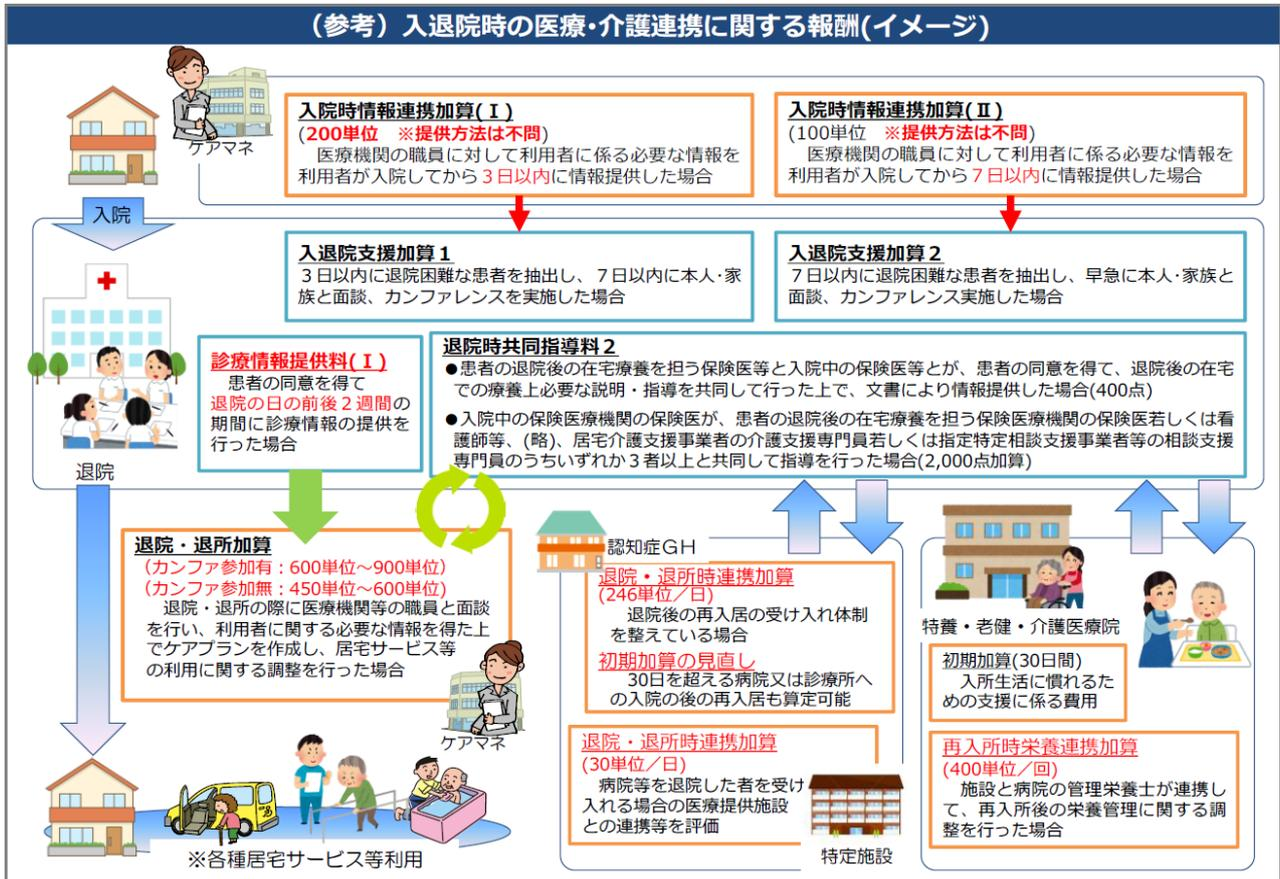 （参考）入退院時の医療・介護連携に関する報酬(イメージ)
ケアマネ
入院時情報連携加算(Ⅰ)
(200単位　※提供方法は不問)
医療機関の職員に対して利用者に係る必要な情報を
利用者が入院してから３日以内に情報提供した場合
入院時情報連携加算(Ⅱ)
(100単位　※提供方法は不問)
医療機関の職員に対して利用者に係る必要な情報を
利用者が入院してから７日以内に情報提供した場合
入院
入退院支援加算１
３日以内に退院困難な患者を抽出し、７日以内に本人・家
族と面談、カンファレンスを実施した場合
入退院支援加算２
７日以内に退院困難な患者を抽出し、早急に本人・家族と
面談、カンファレンス実施した場合
診療情報提供料(Ⅰ)
患者の同意を得て
退院の日の前後２週間の
期間に診療情報の提供を
行った場合
退院時共同指導料２
●患者の退院後の在宅療養を担う保険医等と入院中の保険医等とが、患者の同意を得て、退院後の在宅
での療養上必要な説明・指導を共同して行った上で、文書により情報提供した場合(400点)
●入院中の保険医療機関の保険医が、患者の退院後の在宅療養を担う保険医療機関の保険医若しくは看
護師等、(略)、居宅介護支援事業者の介護支援専門員若しくは指定特定相談支援事業者等の相談支援
専門員のうちいずれか３者以上と共同して指導を行った場合(2,000点加算)
退院
退院・退所加算
（カンファ参加有：600単位～900単位）
（カンファ参加無：450単位～600単位）
退院・退所の際に医療機関等の職員と面談
を行い、利用者に関する必要な情報を得た上
でケアプランを作成し、居宅サービス等
の利用に関する調整を行った場合
ケアマネ
※各種居宅サービス等利用
認知症ＧＨ
退院・退所時連携加算
(246単位／日)
退院後の再入居の受け入れ体制
を整えている場合
初期加算の見直し
30日を超える病院又は診療所へ
の入院の後の再入居も算定可能
退院・退所時連携加算
(30単位／日)
病院等を退院した者を受け
入れる場合の医療提供施設
との連携等を評価
特定施設
特養・老健・介護医療院
初期加算(30日間)
入所生活に慣れるた
めの支援に係る費用
再入所時栄養連携加算
(400単位／回)
施設と病院の管理栄養士が連携し
て、再入所後の栄養管理に関する調
整を行った場合